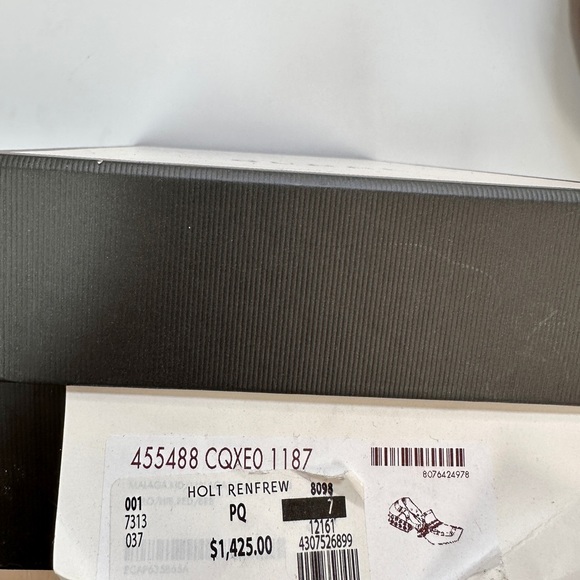 455488 CQXE0 1187
8076424978
HOLT RENFREW 8098
001 PQ 7
7313 12161
037 $1,425.00 4307526899